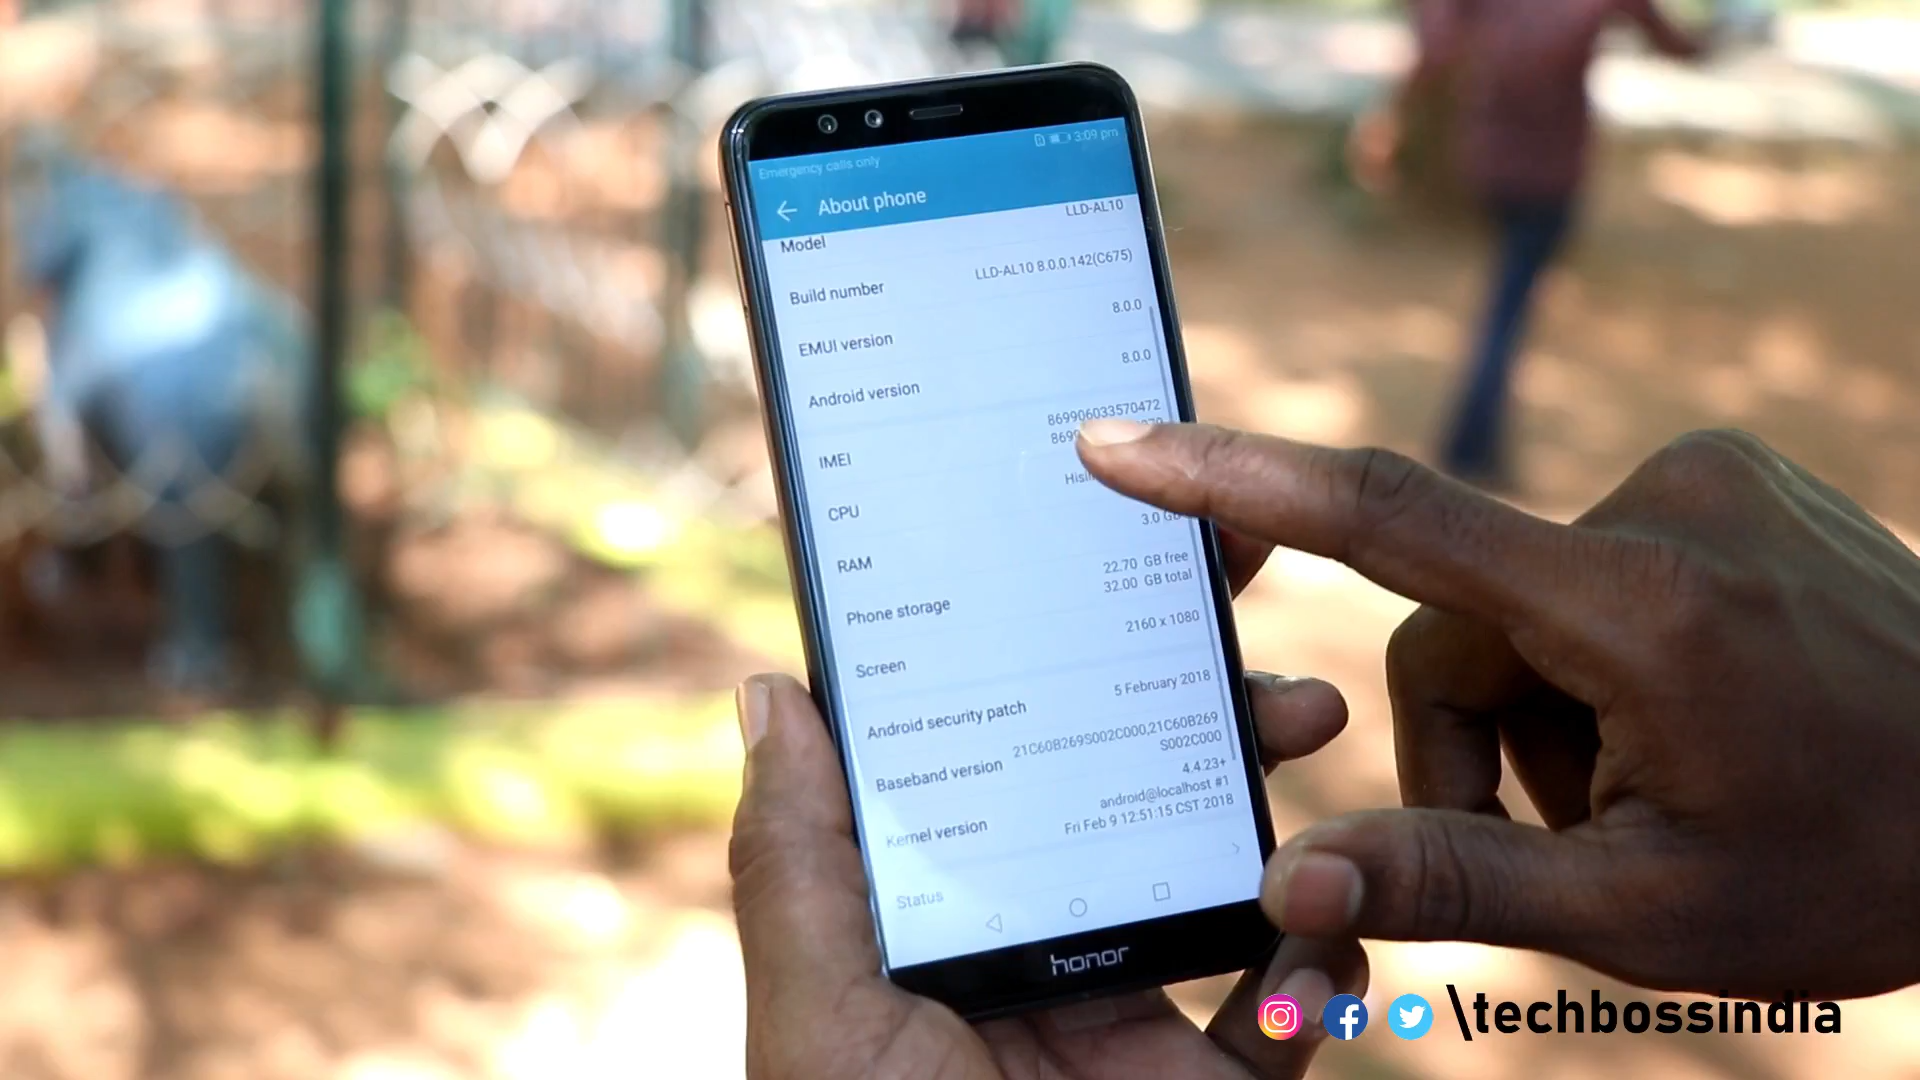 Emergency calls only
3:09 pm
About phone
Model
LLD-AL10
Build number
LLD-AL10 8.0.0.142(C675)
EMUI version
8.0.0
Android version
8.0.0
IMEI
869906033570472
CPU
RAM
3.0 GB
Phone storage
22.70 GB free
32.00 GB total
Screen
2160 x 1080
Android security patch
5 February 2018
Baseband version
21C60B269S002C000,21C60B269
S002C000
Kernel version
4.4.23+
android@localhost #1
Fri Feb 9 12:51:15 CST 2018
Status
honor
\techbossindia